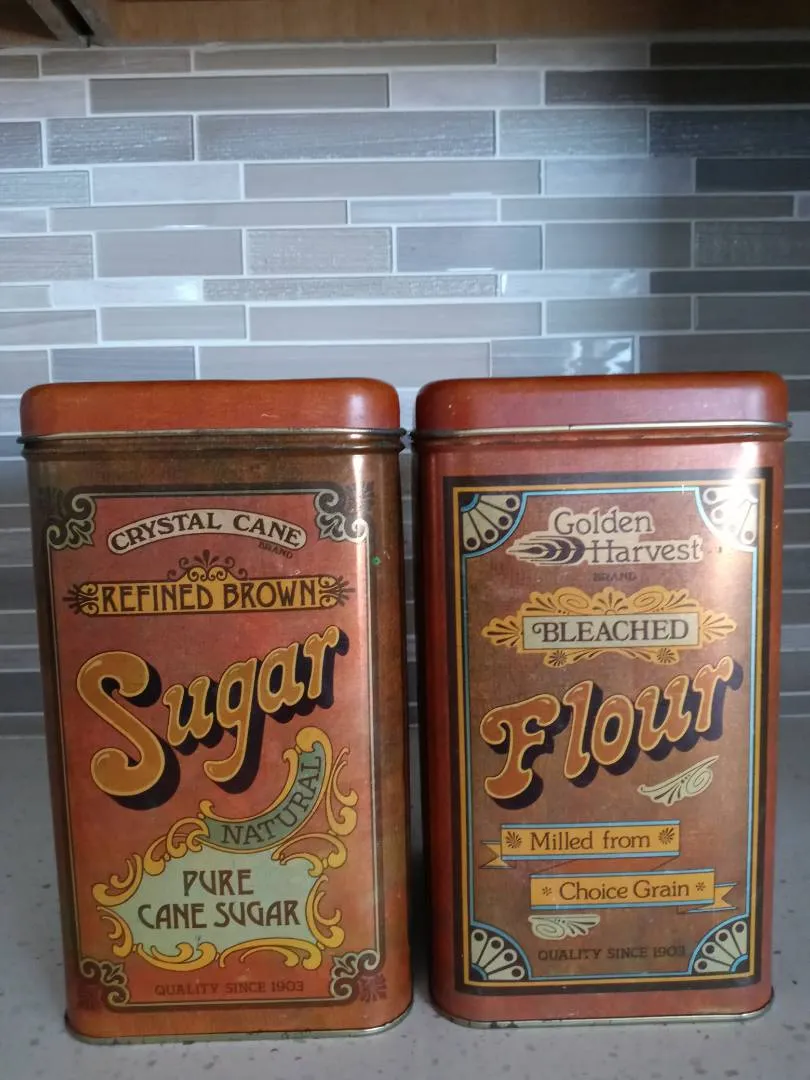 CRYSTAL CANE
BRAND
REFINED BROWN
Sugar
NATURAL
PURE
CANE SUGAR
QUALITY SINCE 1903
Golden
Harvest
BRAND
BLEACHED
Flour
Milled from
Choice Grain
QUALITY SINCE 1903